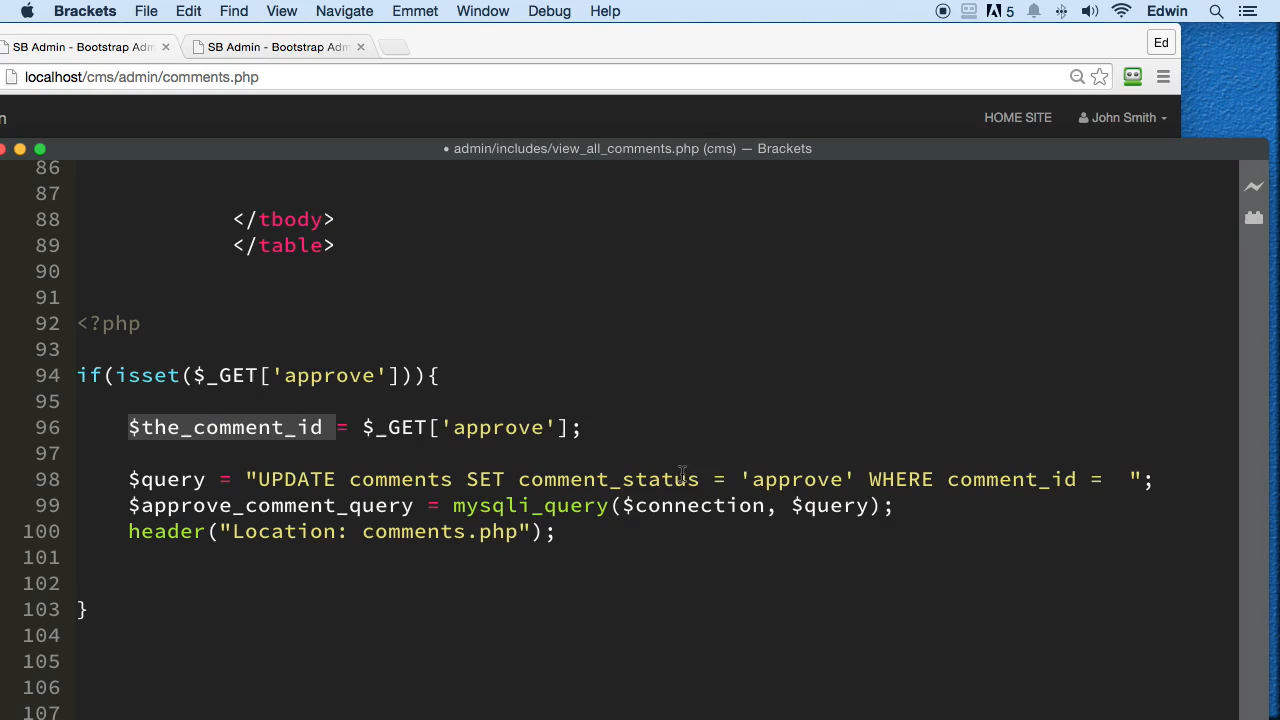 Brackets File Edit Find View Navigate Emmet Window Debug Help 5 Edwin
SB Admin - Bootstrap Adm × SB Admin - Bootstrap Adm × Ed
localhost/cms/admin/comments.php
n HOME SITE John Smith
• admin/includes/view_all_comments.php (cms) — Brackets
86
87
88 </tbody>
89 </table>
90
91
92 <?php
93
94 if(isset($_GET['approve'])){
95
96 $the_comment_id = $_GET['approve'];
97
98 $query = "UPDATE comments SET comment_status = 'approve' WHERE comment_id =  ";
99 $approve_comment_query = mysqli_query($connection, $query);
100 header("Location: comments.php");
101
102
103 }
104
105
106
107